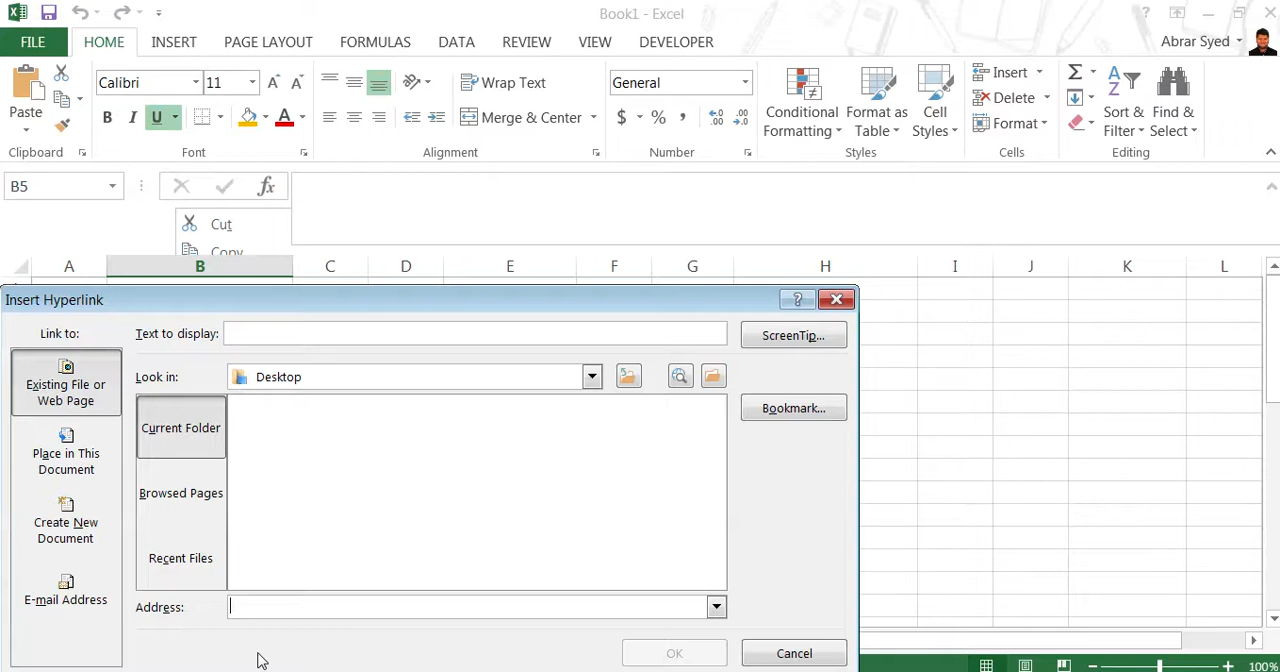 Book1 - Excel
?
FILE HOME INSERT PAGE LAYOUT FORMULAS DATA REVIEW VIEW DEVELOPER Abrar Syed
Calibri 11 Wrap Text General Insert
Paste B I U Merge & Center $ % Conditional Formatting Format as Table Cell Styles Delete Sort & Filter Find & Select
Format
Clipboard Font Alignment Number Styles Cells Editing
B5 fx
Cut
Copy
A B C D E F G H I J K L
Insert Hyperlink ?
Link to: Text to display: ScreenTip...
Existing File or Web Page Look in: Desktop
Current Folder Bookmark...
Place in This Document
Browsed Pages
Create New Document
Recent Files
E-mail Address
Address:
OK Cancel
100%